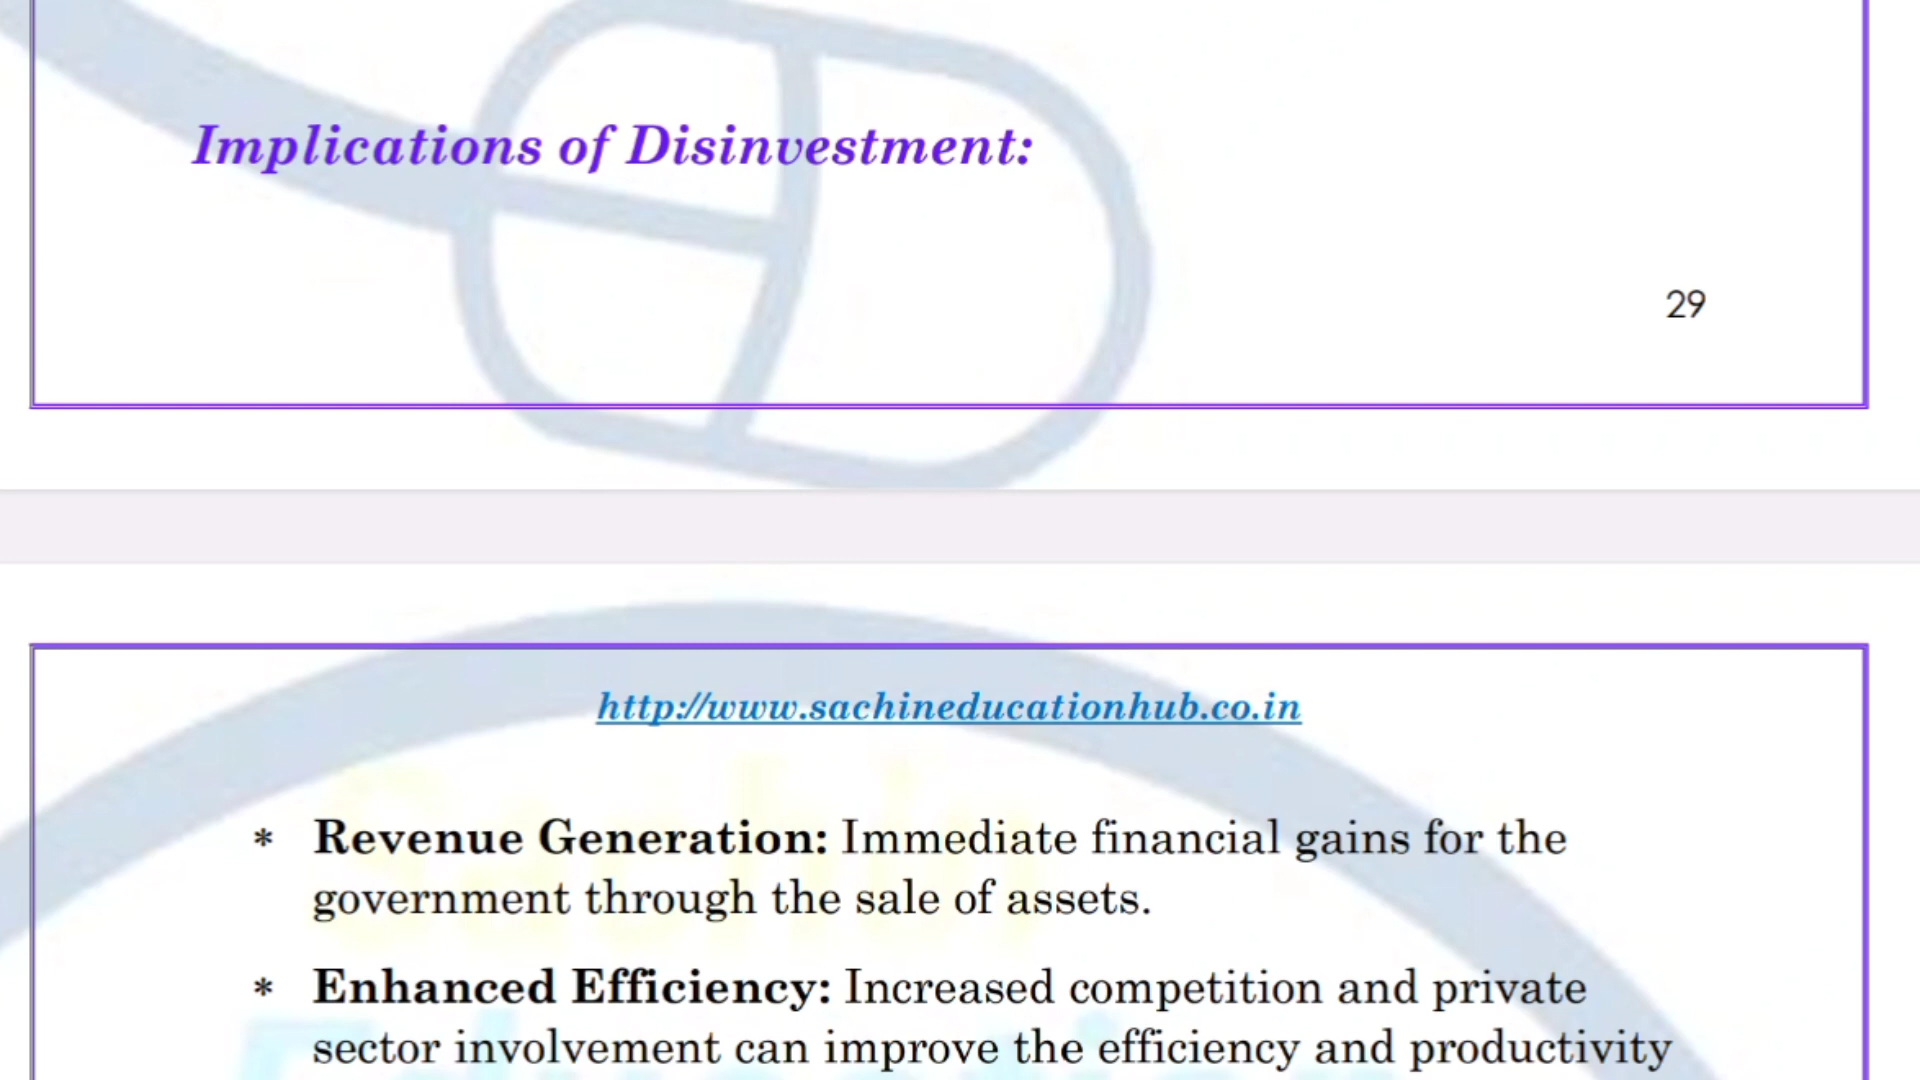 Implications of Disinvestment:
29
http://www.sachineducationhub.co.in
* Revenue Generation: Immediate financial gains for the
government through the sale of assets.
* Enhanced Efficiency: Increased competition and private
sector involvement can improve the efficiency and productivity